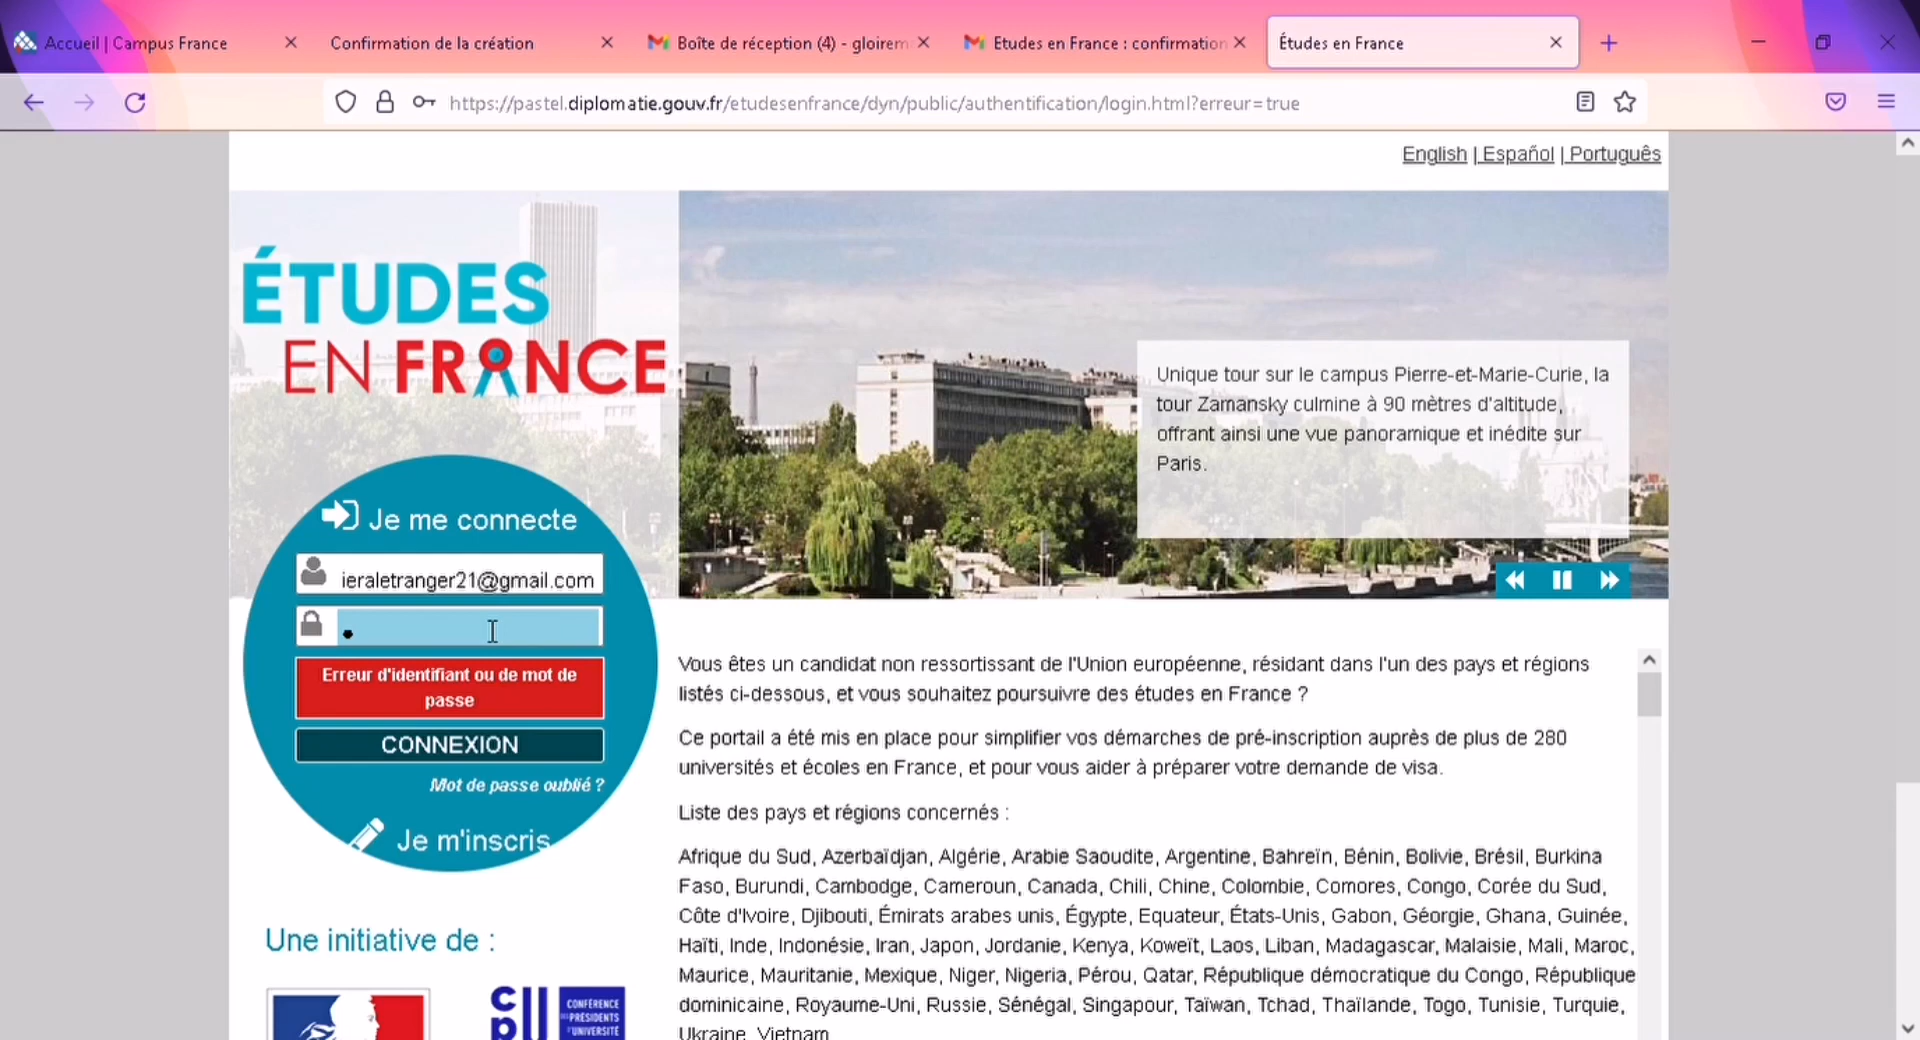 Accueil | Campus France
Confirmation de la création
Boîte de réception (4) - gloirem
Etudes en France : confirmation
Études en France
https://pastel.diplomatie.gouv.fr/etudesenfrance/dyn/public/authentification/login.html?erreur=true
English | Español | Português
ÉTUDES
EN FRANCE
Unique tour sur le campus Pierre-et-Marie-Curie, la
tour Zamansky culmine à 90 mètres d'altitude,
offrant ainsi une vue panoramique et inédite sur
Paris.
Je me connecte
ieraletranger21@gmail.com
Erreur d'identifiant ou de mot de
passe
CONNEXION
Mot de passe oublié ?
Je m'inscris
Vous êtes un candidat non ressortissant de l'Union européenne, résidant dans l'un des pays et régions
listés ci-dessous, et vous souhaitez poursuivre des études en France ?
Ce portail a été mis en place pour simplifier vos démarches de pré-inscription auprès de plus de 280
universités et écoles en France, et pour vous aider à préparer votre demande de visa.
Liste des pays et régions concernés :
Afrique du Sud, Azerbaïdjan, Algérie, Arabie Saoudite, Argentine, Bahreïn, Bénin, Bolivie, Brésil, Burkina
Faso, Burundi, Cambodge, Cameroun, Canada, Chili, Chine, Colombie, Comores, Congo, Corée du Sud,
Côte d'Ivoire, Djibouti, Émirats arabes unis, Égypte, Equateur, États-Unis, Gabon, Géorgie, Ghana, Guinée,
Haïti, Inde, Indonésie, Iran, Japon, Jordanie, Kenya, Koweït, Laos, Liban, Madagascar, Malaisie, Mali, Maroc,
Maurice, Mauritanie, Mexique, Niger, Nigeria, Pérou, Qatar, République démocratique du Congo, République
dominicaine, Royaume-Uni, Russie, Sénégal, Singapour, Taïwan, Tchad, Thaïlande, Togo, Tunisie, Turquie,
Ukraine, Vietnam
Une initiative de :
cpu
CONFÉRENCE
DES PRÉSIDENTS
D'UNIVERSITÉ